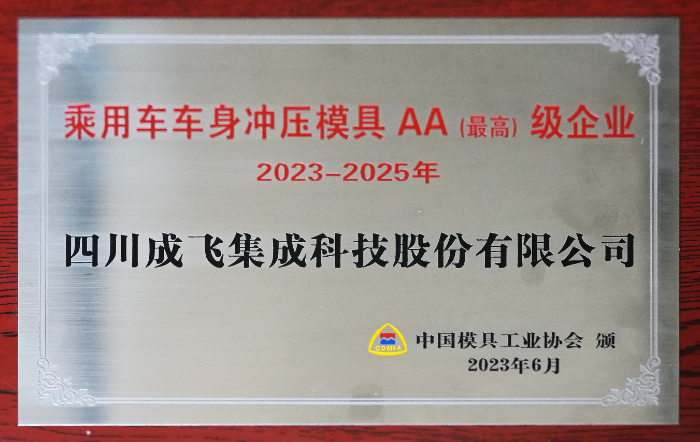 乘用车车身冲压模具 AA (最高) 级企业
2023-2025年
四川成飞集成科技股份有限公司
CDMIA
中国模具工业协会 颁
2023年6月